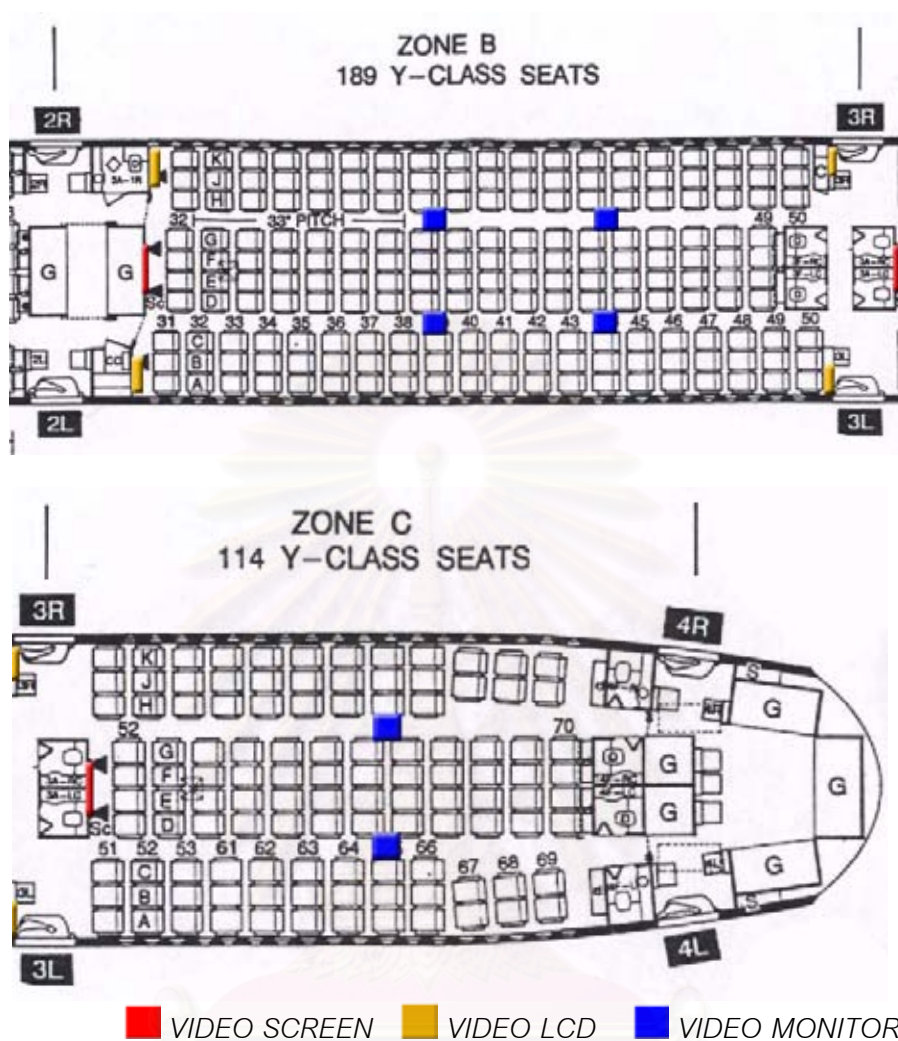 ZONE B
189 Y-CLASS SEATS
2R 3R
3A-1R
K
J
H
32 33" PITCH 49 50
G G
G
F
E
D
Sc
31 32 33 34 35 36 37 38 40 41 42 43 45 46 47 48 49 50
CC
C
B
A
2L 3L
ZONE C
114 Y-CLASS SEATS
3R 4R
K
J
H
S
G
52 70
G
F
E
D
G
G
G
Sc
51 52 53 61 62 63 64 66 67 68 69
C
B
A
G
S
3L 4L
VIDEO SCREEN VIDEO LCD VIDEO MONITOR